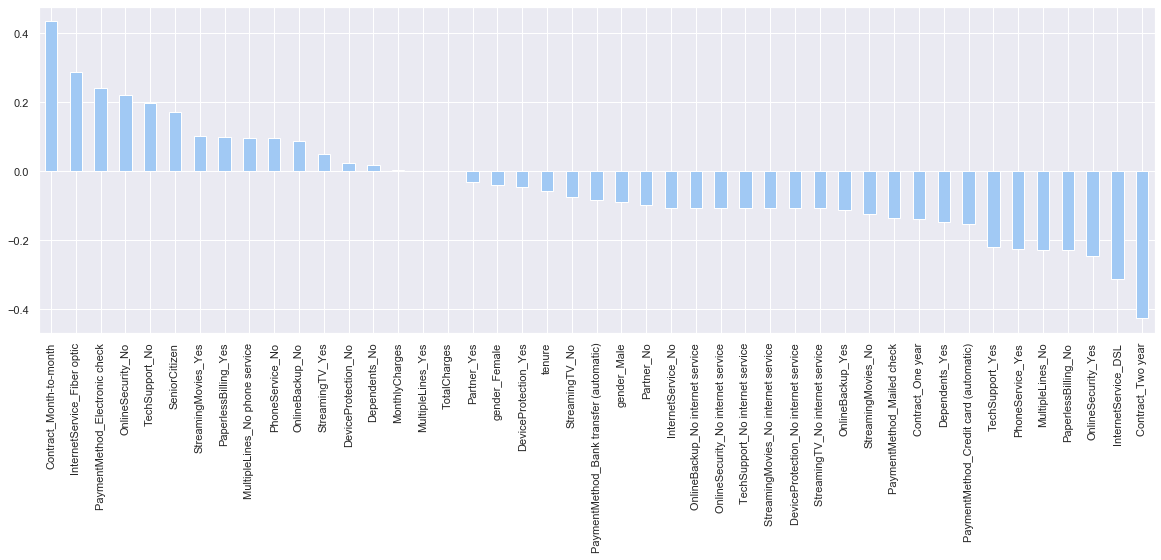 0.4
0.2
0.0
−0.2
−0.4
Contract_Month-to-month
InternetService_Fiber optic
PaymentMethod_Electronic check
OnlineSecurity_No
TechSupport_No
SeniorCitizen
StreamingMovies_Yes
PaperlessBilling_Yes
MultipleLines_No phone service
PhoneService_No
OnlineBackup_No
StreamingTV_Yes
DeviceProtection_No
Dependents_No
MonthlyCharges
MultipleLines_Yes
TotalCharges
Partner_Yes
gender_Female
DeviceProtection_Yes
tenure
StreamingTV_No
PaymentMethod_Bank transfer (automatic)
gender_Male
Partner_No
InternetService_No
OnlineBackup_No internet service
OnlineSecurity_No internet service
TechSupport_No internet service
StreamingMovies_No internet service
DeviceProtection_No internet service
StreamingTV_No internet service
OnlineBackup_Yes
StreamingMovies_No
PaymentMethod_Mailed check
Contract_One year
Dependents_Yes
PaymentMethod_Credit card (automatic)
TechSupport_Yes
PhoneService_Yes
MultipleLines_No
PaperlessBilling_No
OnlineSecurity_Yes
InternetService_DSL
Contract_Two year